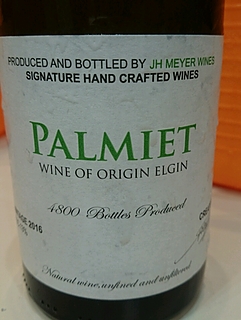 PRODUCED AND BOTTLED BY JH MEYER WINES
SIGNATURE HAND CRAFTED WINES
PALMIET
WINE OF ORIGIN ELGIN
4800 Bottles Produced
2016
Natural wine, unfined and unfiltered